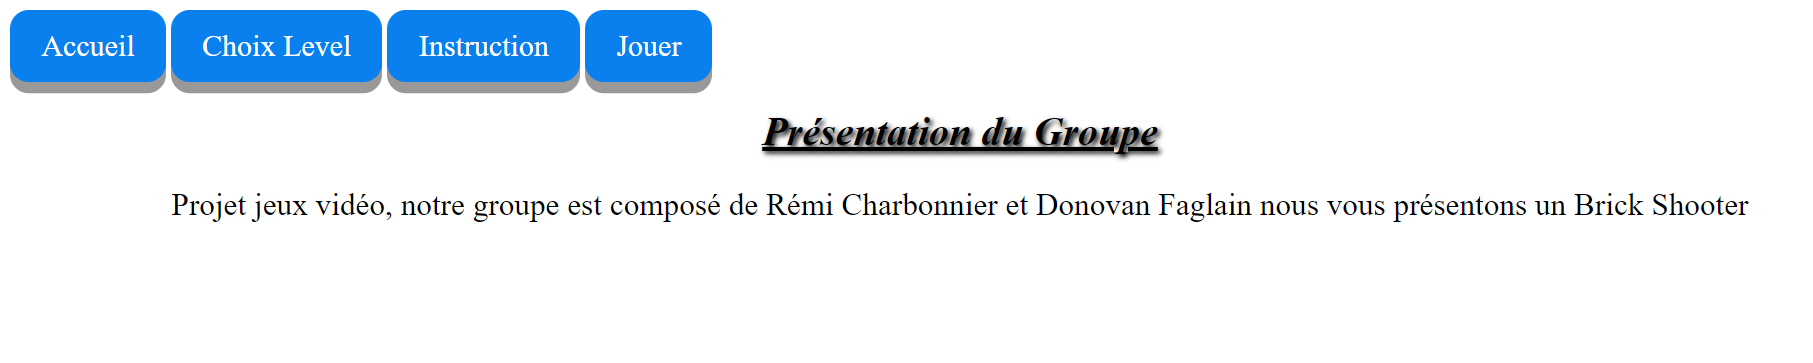 Accueil Choix Level Instruction Jouer
Présentation du Groupe
Projet jeux vidéo, notre groupe est composé de Rémi Charbonnier et Donovan Faglain nous vous présentons un Brick Shooter